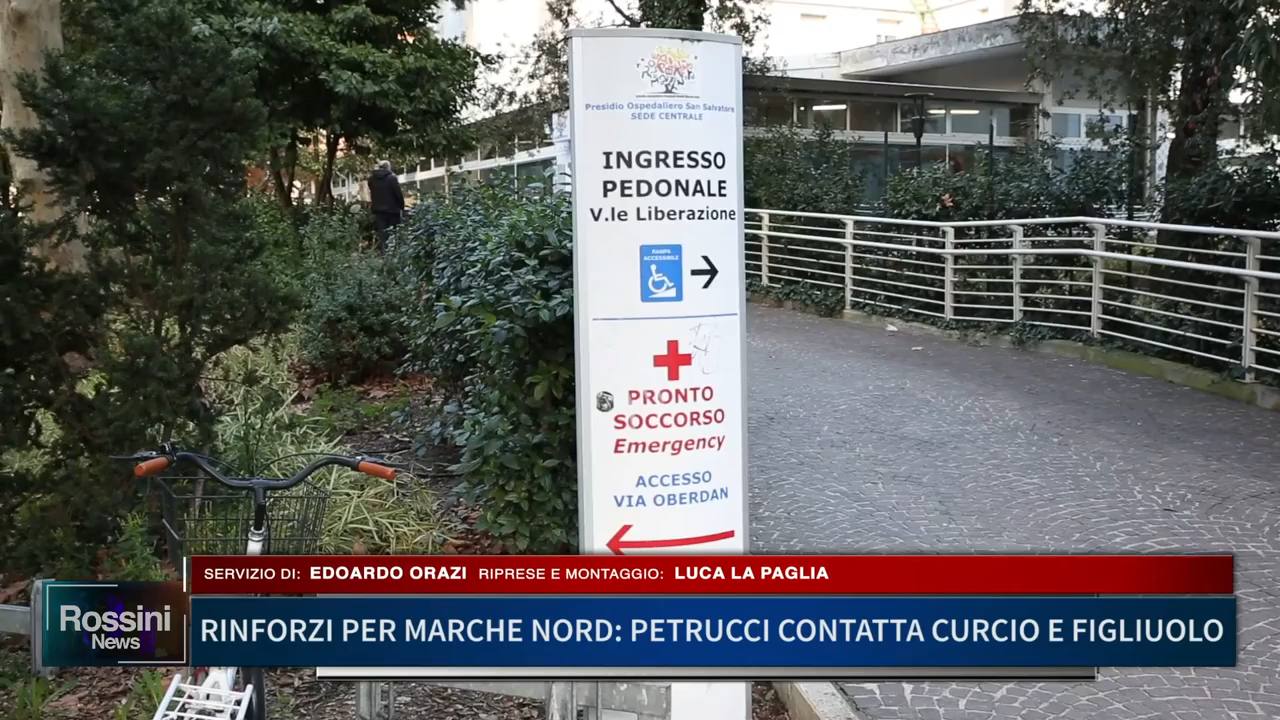 Presidio Ospedaliero San Salvatore
SEDE CENTRALE
INGRESSO
PEDONALE
V.le Liberazione
RAMPA
ACCESSIBILE
PRONTO
SOCCORSO
Emergency
ACCESSO
VIA OBERDAN
SERVIZIO DI: EDOARDO ORAZI RIPRESE E MONTAGGIO: LUCA LA PAGLIA
Rossini
News
RINFORZI PER MARCHE NORD: PETRUCCI CONTATTA CURCIO E FIGLIUOLO